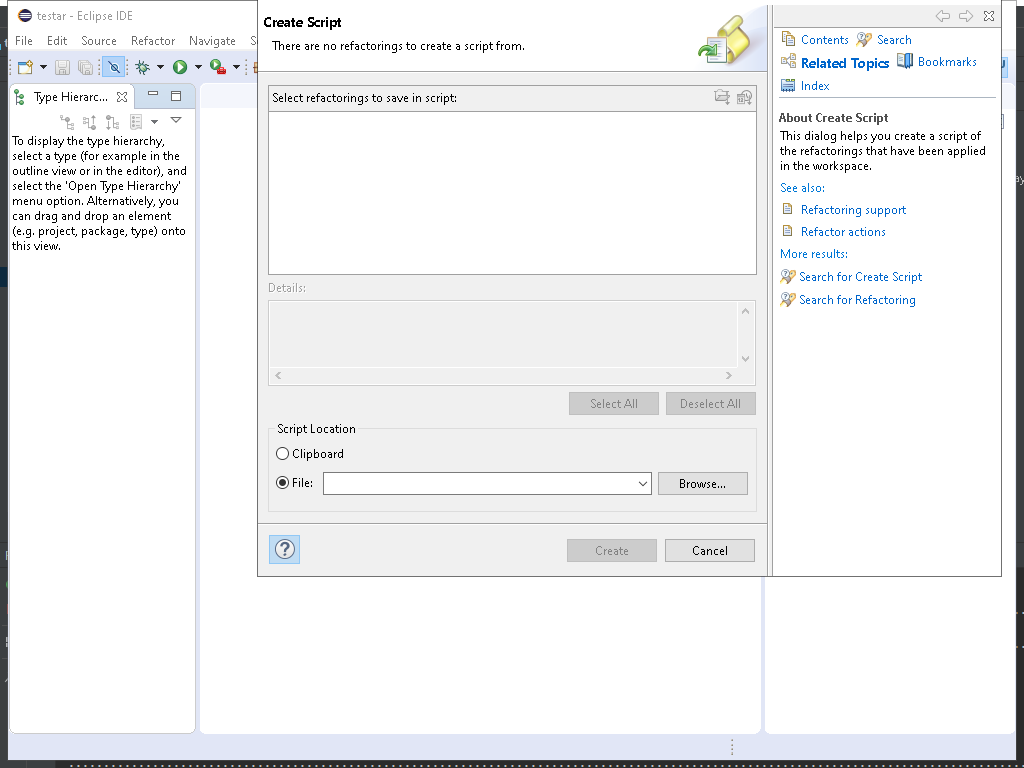 testar - Eclipse IDE
File Edit Source Refactor Navigate
Type Hierarc...
To display the type hierarchy,
select a type (for example in the
outline view or in the editor), and
select the 'Open Type Hierarchy'
menu option. Alternatively, you
can drag and drop an element
(e.g. project, package, type) onto
this view.
Create Script
There are no refactorings to create a script from.
Select refactorings to save in script:
Details:
Select All
Deselect All
Script Location
Clipboard
File:
Browse...
?
Create
Cancel
Contents
Search
Related Topics
Bookmarks
Index
About Create Script
This dialog helps you create a script of
the refactorings that have been applied
in the workspace.
See also:
Refactoring support
Refactor actions
More results:
Search for Create Script
Search for Refactoring